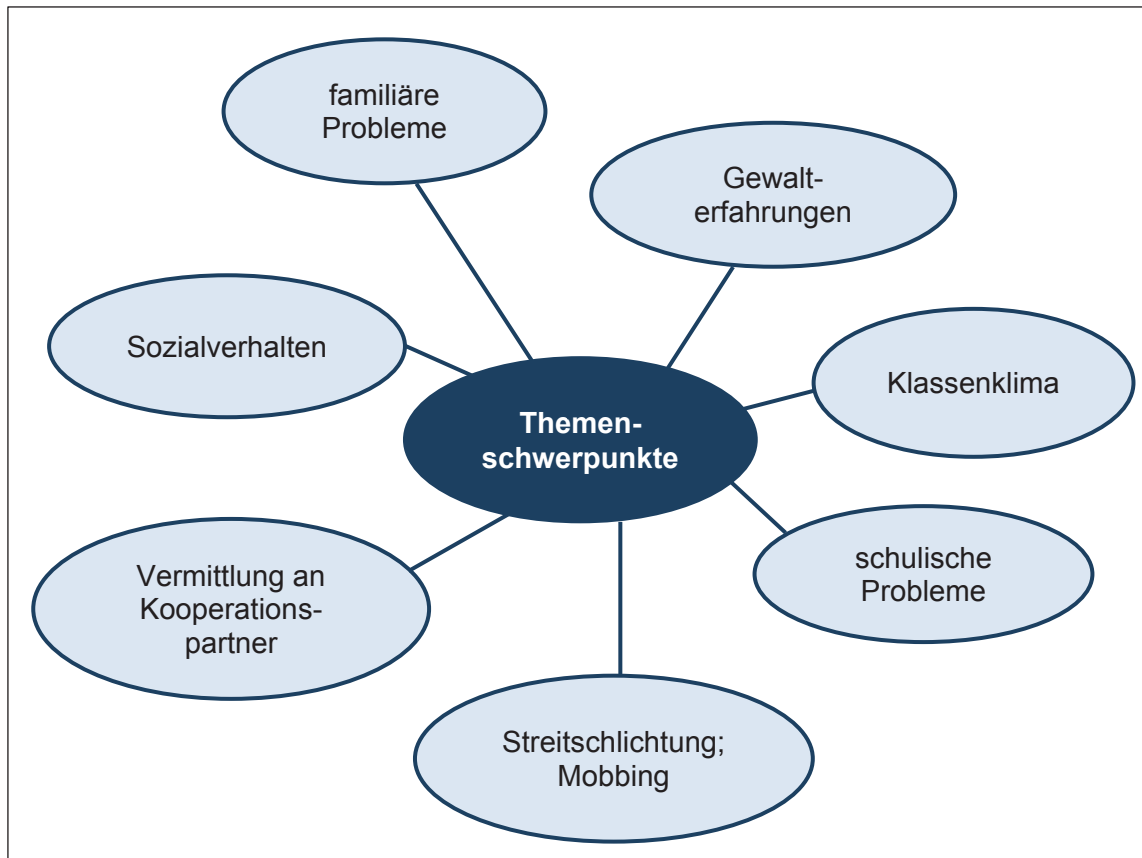 familiäre
Probleme
Gewalt-
erfahrungen
Sozialverhalten
Klassenklima
Themen-
schwerpunkte
schulische
Probleme
Vermittlung an
Kooperations-
partner
Streitschlichtung;
Mobbing